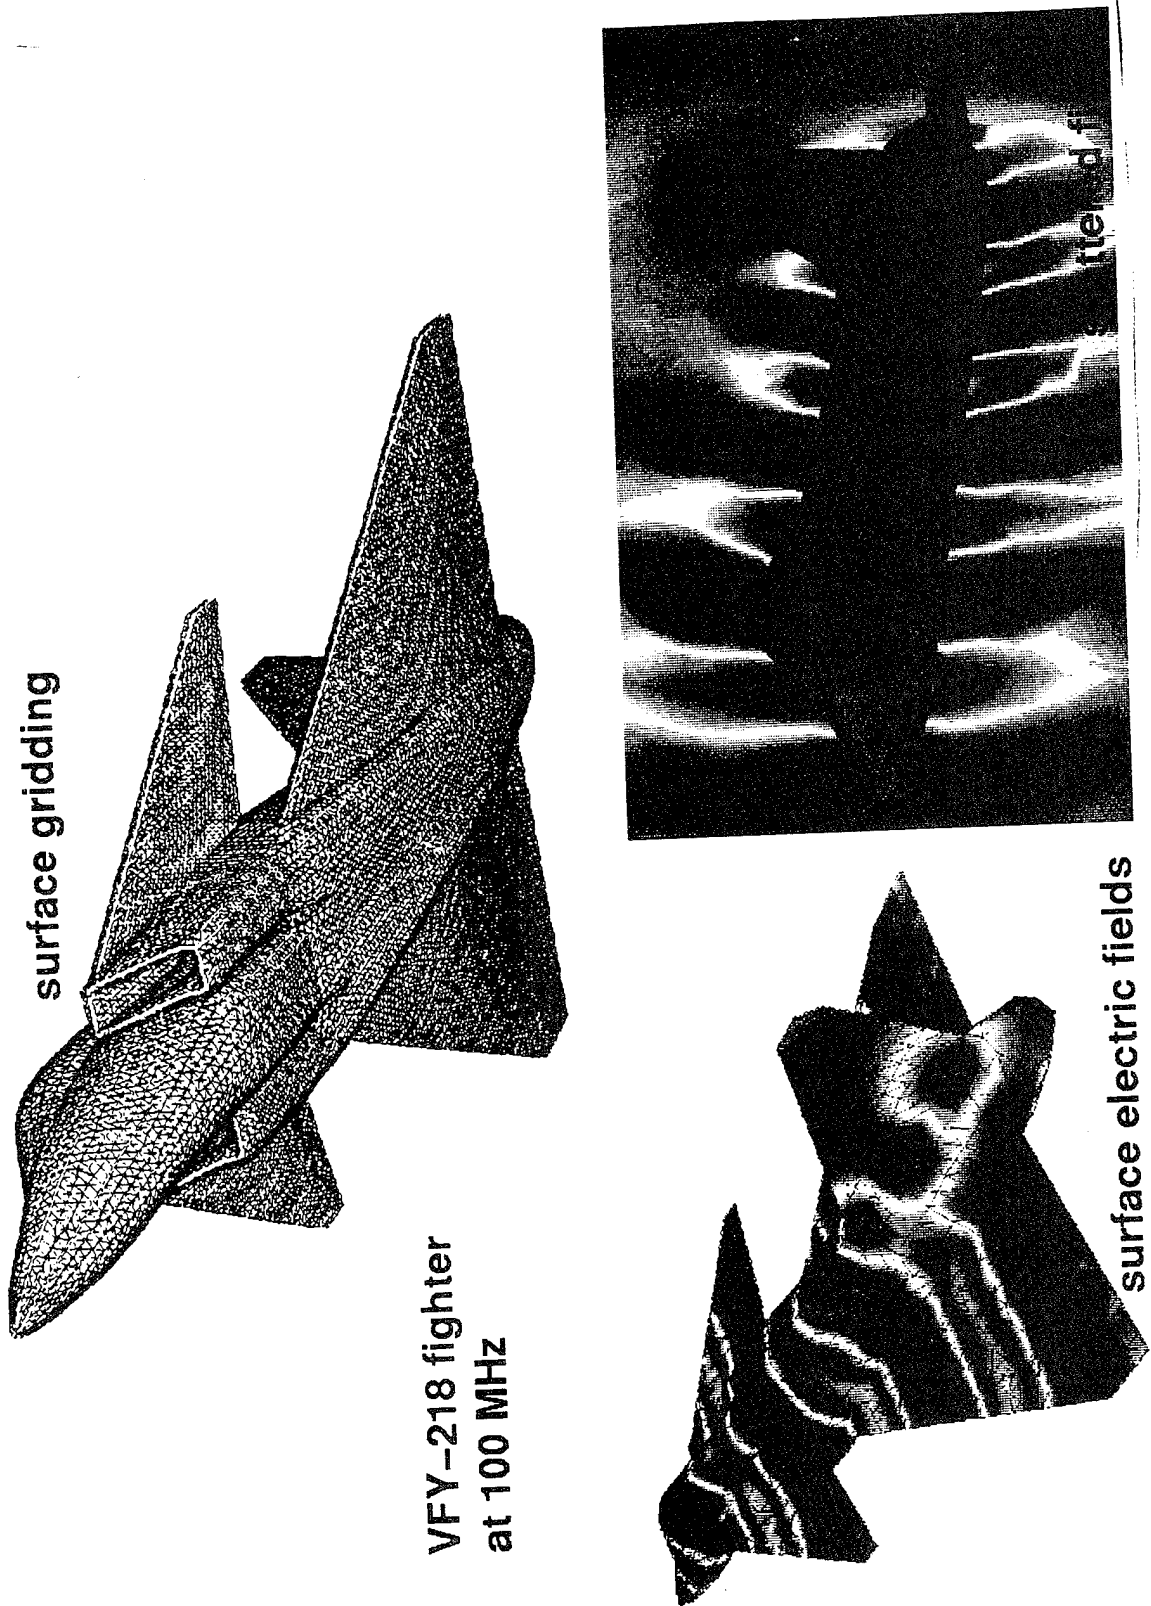 surface gridding
VFY-218 fighter
at 100 MHz
surface electric fields